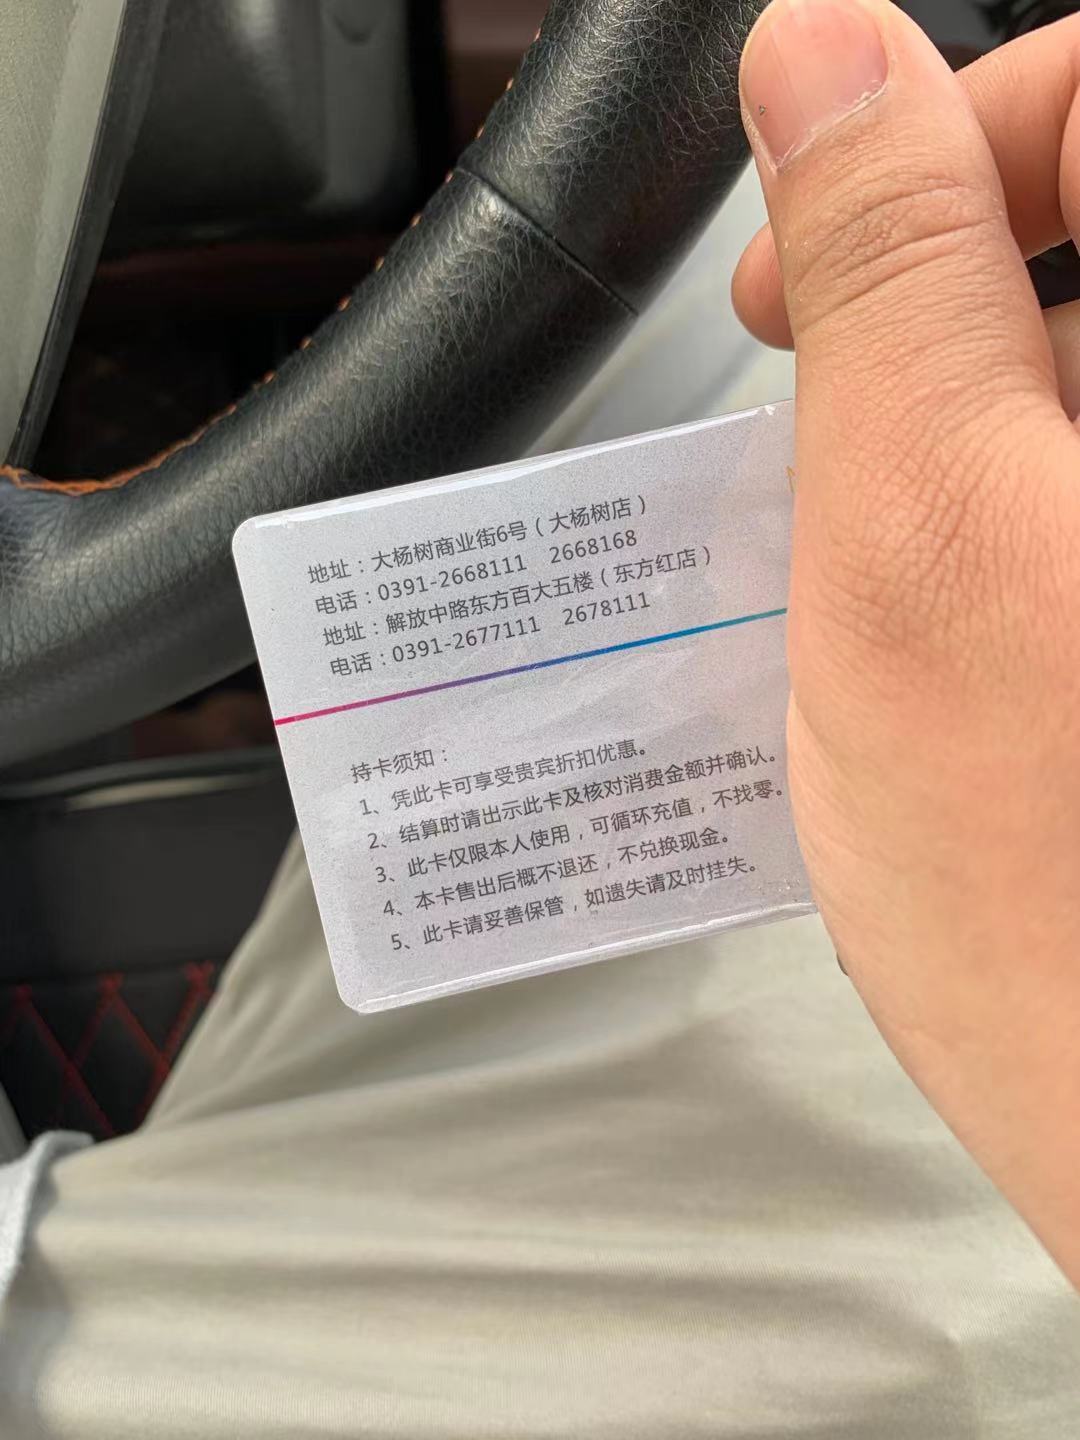 地址：大杨树商业街6号（大杨树店）
电话：0391-2668111 2668168
地址：解放中路东方百大五楼（东方红店）
电话：0391-2677111 2678111
持卡须知：
1、凭此卡可享受贵宾折扣优惠。
2、结算时请出示此卡及核对消费金额并确认。
3、此卡仅限本人使用，可循环充值，不找零。
4、本卡售出后概不退还，不兑换现金。
5、此卡请妥善保管，如遗失请及时挂失。